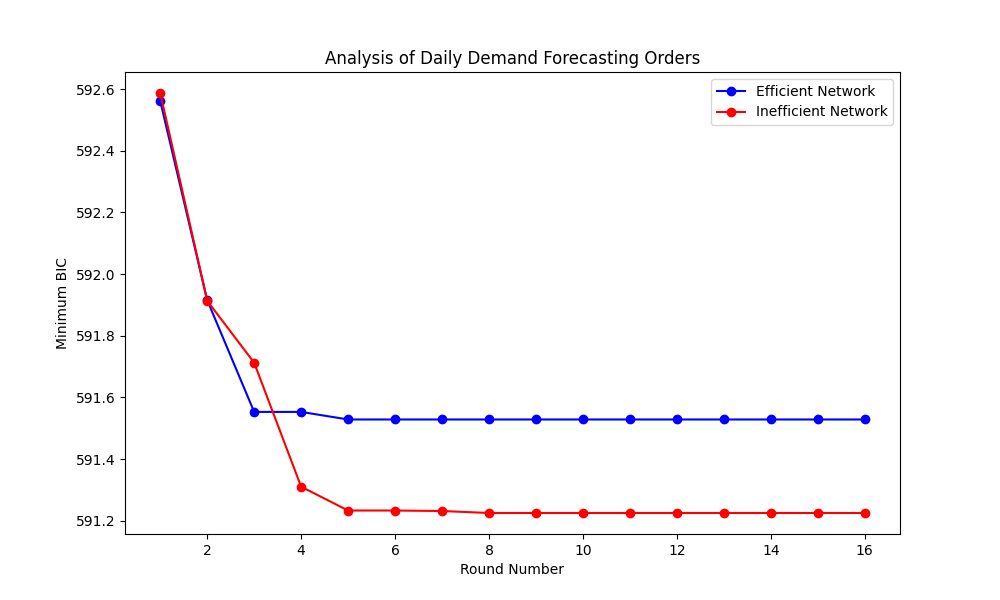 Analysis of Daily Demand Forecasting Orders
Efficient Network
Inefficient Network
Minimum BIC
592.6
592.4
592.2
592.0
591.8
591.6
591.4
591.2
2 4 6 8 10 12 14 16
Round Number